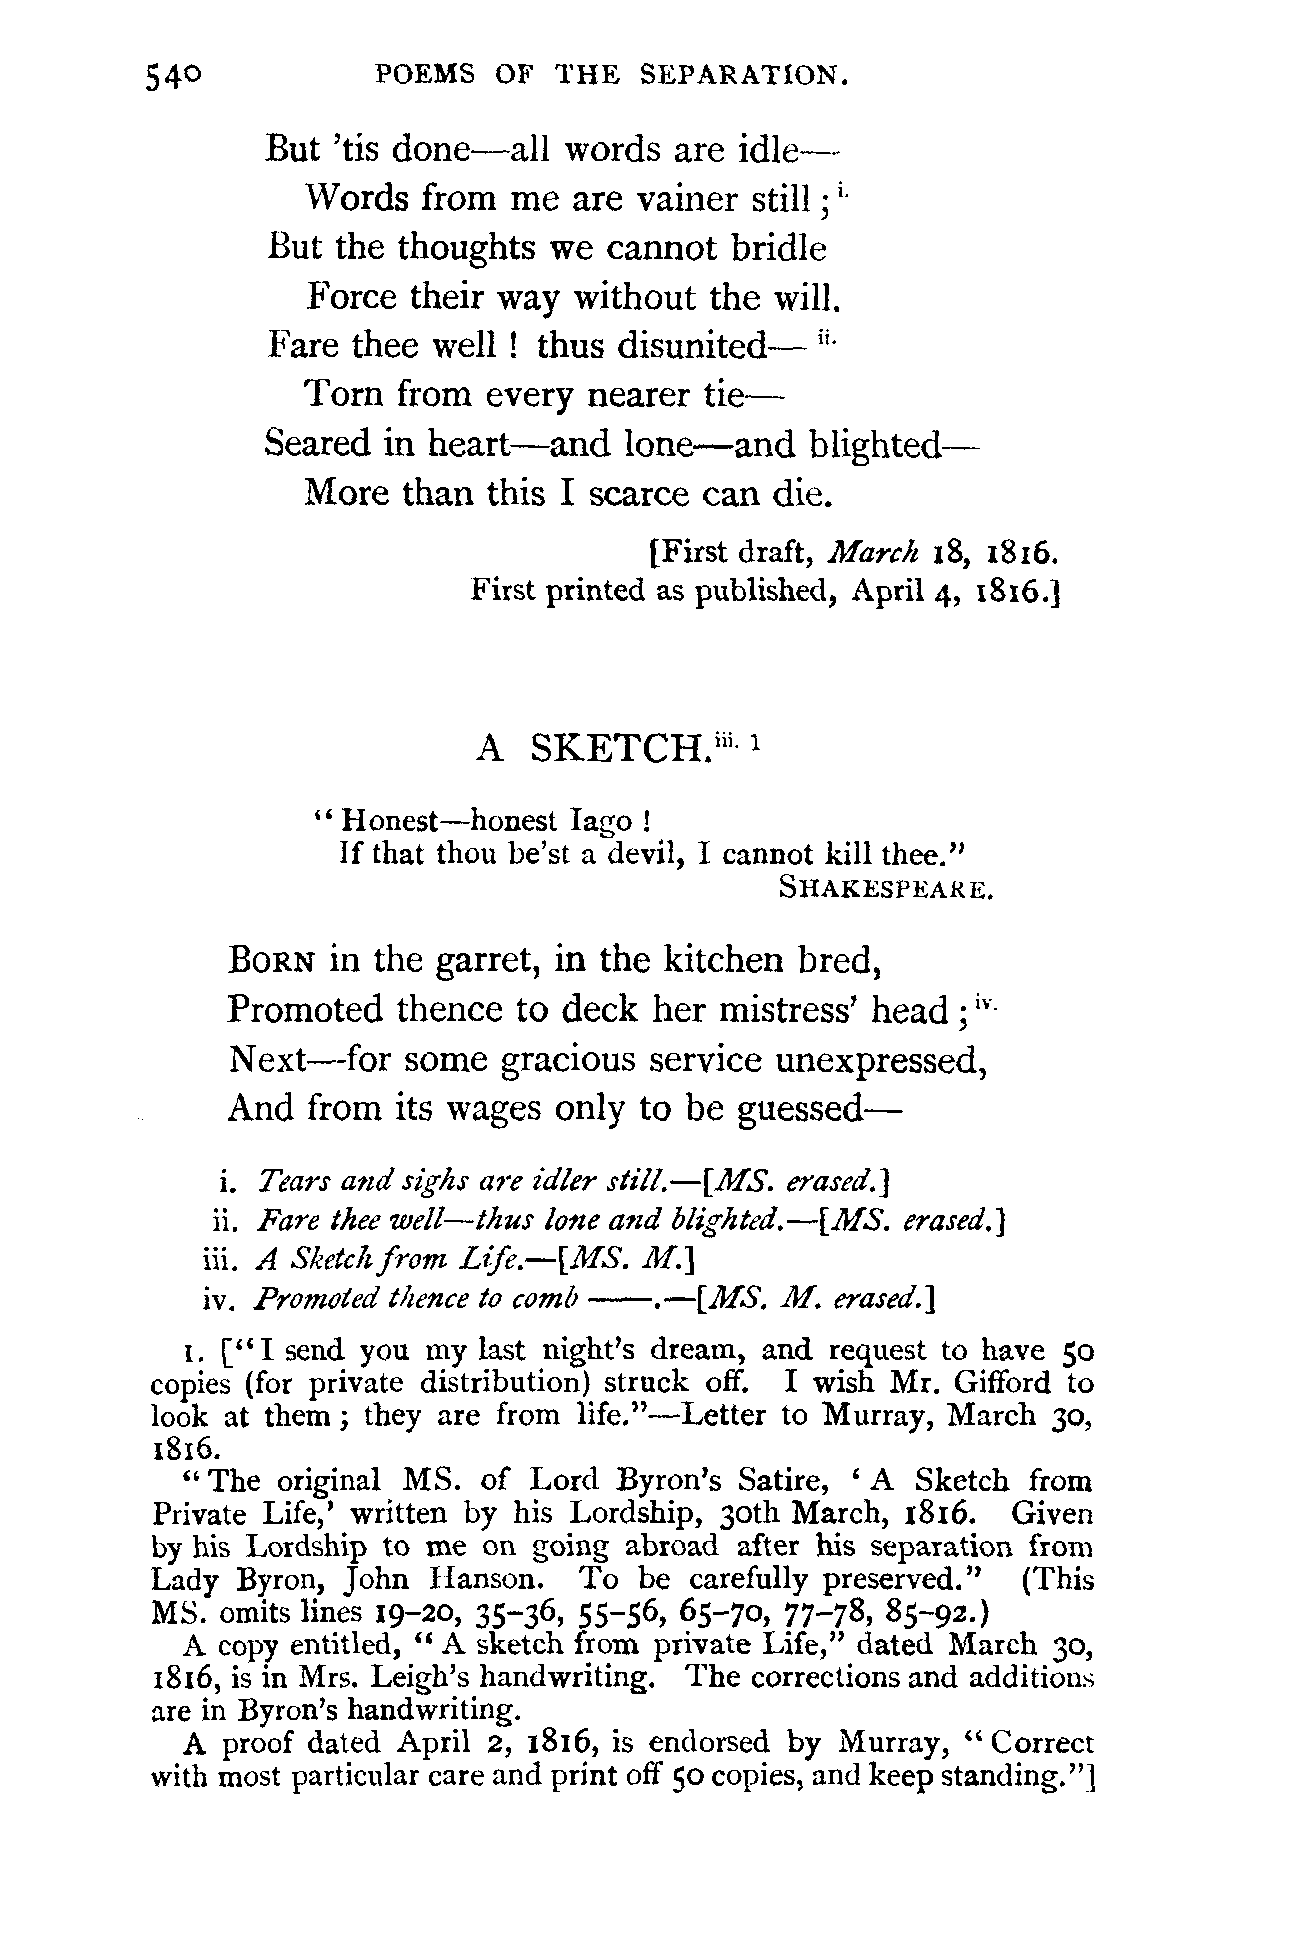 540 POEMS OF THE SEPARATION.
But 'tis done—all words are idle—
Words from me are vainer still ; i.
But the thoughts we cannot bridle
Force their way without the will.
Fare thee well ! thus disunited— ii.
Torn from every nearer tie—
Seared in heart—and lone—and blighted—
More than this I scarce can die.
[First draft, March 18, 1816.
First printed as published, April 4, 1816.]
A SKETCH.iii. 1
“ Honest—honest Iago !
If that thou be'st a devil, I cannot kill thee.”
SHAKESPEARE.
BORN in the garret, in the kitchen bred,
Promoted thence to deck her mistress' head ; iv.
Next—for some gracious service unexpressed,
And from its wages only to be guessed—
i. Tears and sighs are idler still.—[MS. erased.]
ii. Fare thee well—thus lone and blighted.—[MS. erased.]
iii. A Sketch from Life.—[MS. M.]
iv. Promoted thence to comb ——.—[MS. M. erased.]
1. [“ I send you my last night's dream, and request to have 50
copies (for private distribution) struck off. I wish Mr. Gifford to
look at them ; they are from life.”—Letter to Murray, March 30,
1816.
“ The original MS. of Lord Byron's Satire, ‘ A Sketch from
Private Life,’ written by his Lordship, 30th March, 1816. Given
by his Lordship to me on going abroad after his separation from
Lady Byron, John Hanson. To be carefully preserved.” (This
MS. omits lines 19–20, 35–36, 55–56, 65–70, 77–78, 85–92.)
A copy entitled, “ A sketch from private Life,” dated March 30,
1816, is in Mrs. Leigh's handwriting. The corrections and additions
are in Byron's handwriting.
A proof dated April 2, 1816, is endorsed by Murray, “ Correct
with most particular care and print off 50 copies, and keep standing.”]